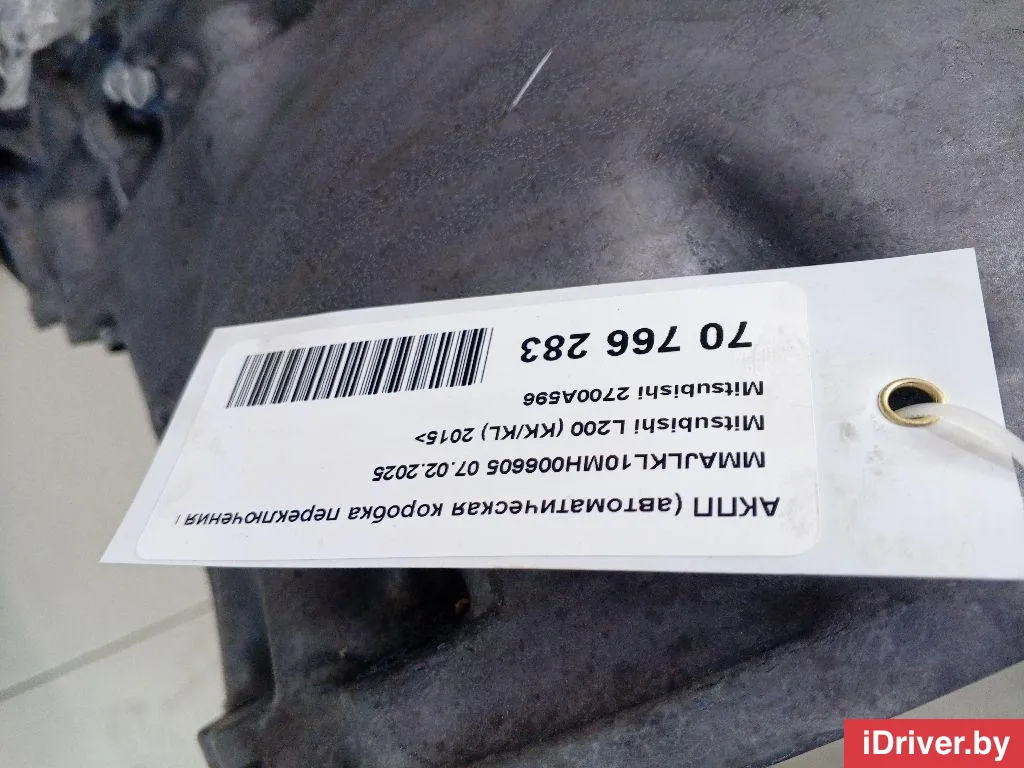 АКПП (автоматическая коробка переключения
MMAJLKL10MH006605 07.02.2025
Mitsubishi L200 (KK/KL) 2015>
Mitsubishi 2700A596
70 766 283
iDriver.by